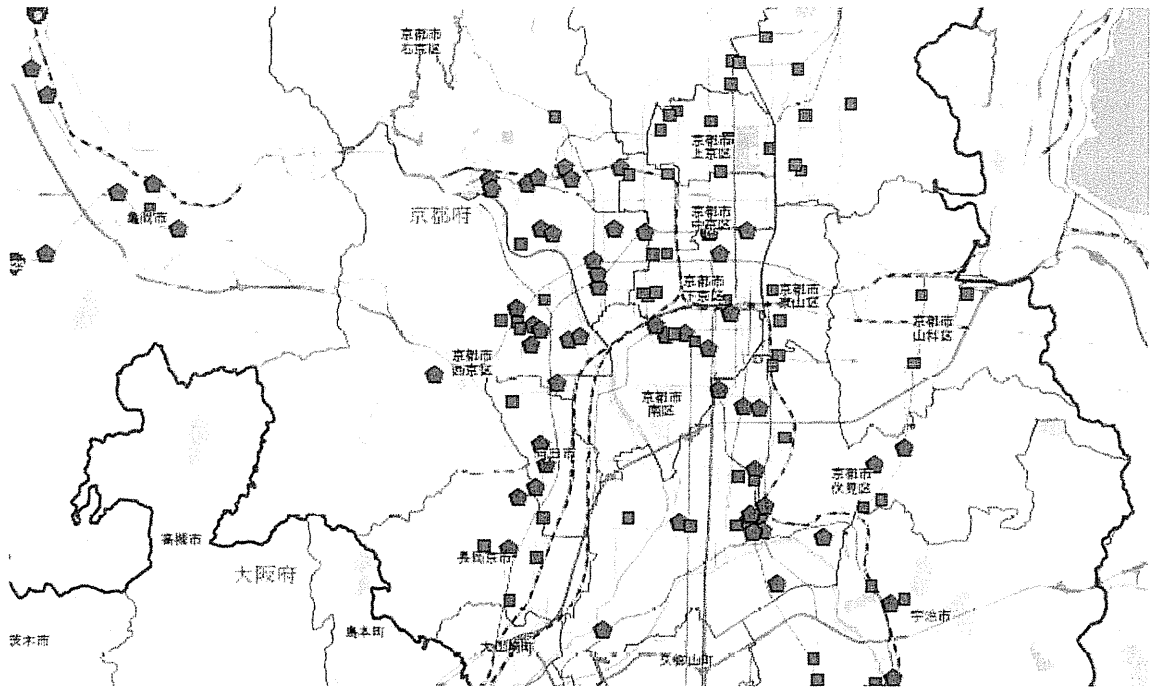 京都市
右京区
京都市
上京区
亀岡市
京都府
京都市
中京区
京都市
下京区
京都市
東山区
京都市
山科区
京都市
西京区
京都市
南区
向日市
京都市
伏見区
高槻市
長岡京市
大阪府
宇治市
茨木市
島本町
大山崎町
久御山町